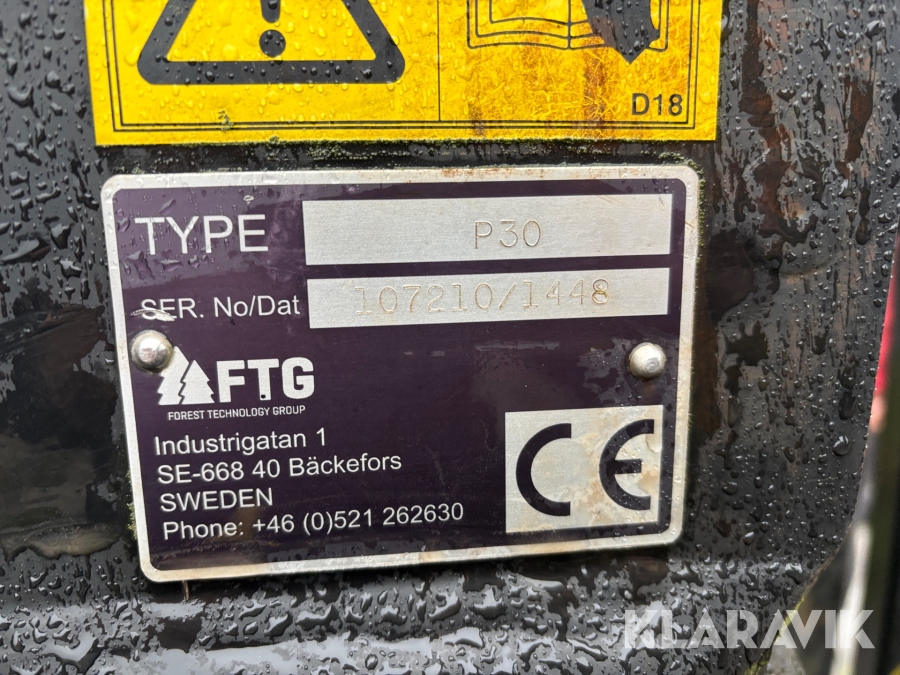 D18
TYPE P30
SER. No/Dat 107210/1448
FTG
FOREST TECHNOLOGY GROUP
Industrigatan 1
SE-668 40 Bäckefors
SWEDEN
Phone: +46 (0)521 262630
CE
KLARAVIK